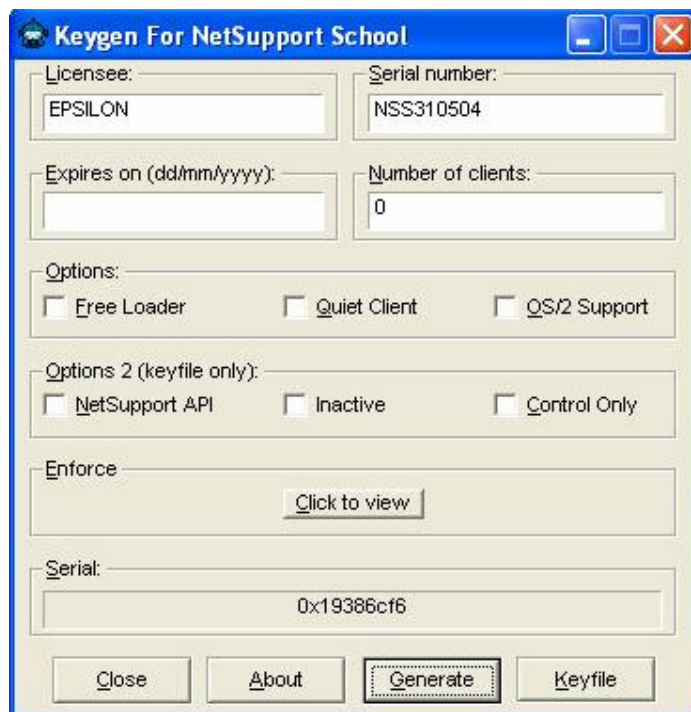 Keygen For NetSupport School
Licensee:
EPSILON
Serial number:
NSS310504
Expires on (dd/mm/yyyy):
Number of clients:
0
Options:
Free Loader
Quiet Client
OS/2 Support
Options 2 (keyfile only):
NetSupport API
Inactive
Control Only
Enforce
Click to view
Serial:
0x19386cf6
Close
About
Generate
Keyfile